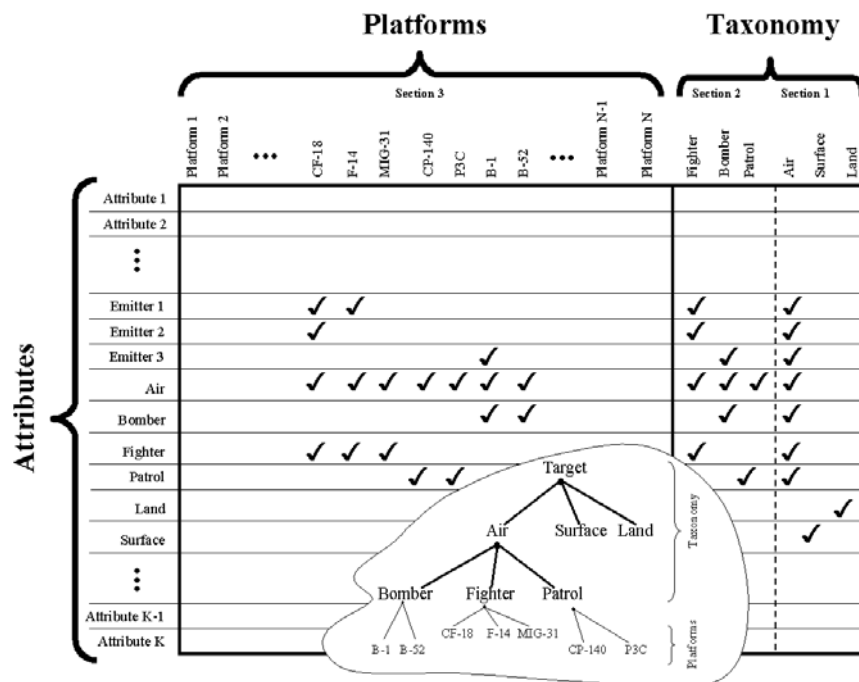 Platforms Taxonomy
Section 3 Section 2 Section 1
Platform 1 Platform 2 ••• CF-18 F-14 MIG-31 CP-140 P3C B-1 B-52 ••• Platform N-1 Platform N Fighter Bomber Patrol Air Surface Land
Attributes
Attribute 1
Attribute 2
•••
Emitter 1 ✓ ✓ ✓ ✓
Emitter 2 ✓ ✓ ✓
Emitter 3 ✓ ✓ ✓
Air ✓ ✓ ✓ ✓ ✓ ✓ ✓ ✓ ✓ ✓ ✓
Bomber ✓ ✓ ✓ ✓
Fighter ✓ ✓ ✓ ✓ ✓
Patrol ✓ ✓ ✓ ✓
Land ✓
Surface ✓
•••
Attribute K-1
Attribute K
Target
Air Surface Land
Bomber Fighter Patrol
B-1 B-52 CF-18 F-14 MIG-31 CP-140 P3C
Taxonomy
Platforms